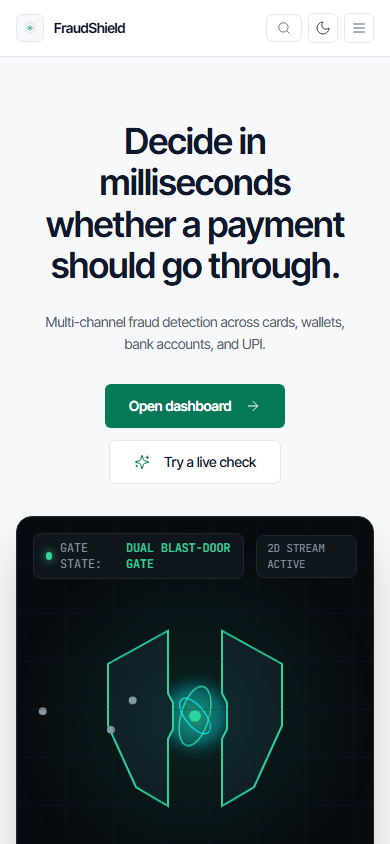 FraudShield
Decide in
milliseconds
whether a payment
should go through.
Multi-channel fraud detection across cards, wallets,
bank accounts, and UPI.
Open dashboard
Try a live check
GATE STATE:
DUAL BLAST-DOOR GATE
2D STREAM ACTIVE